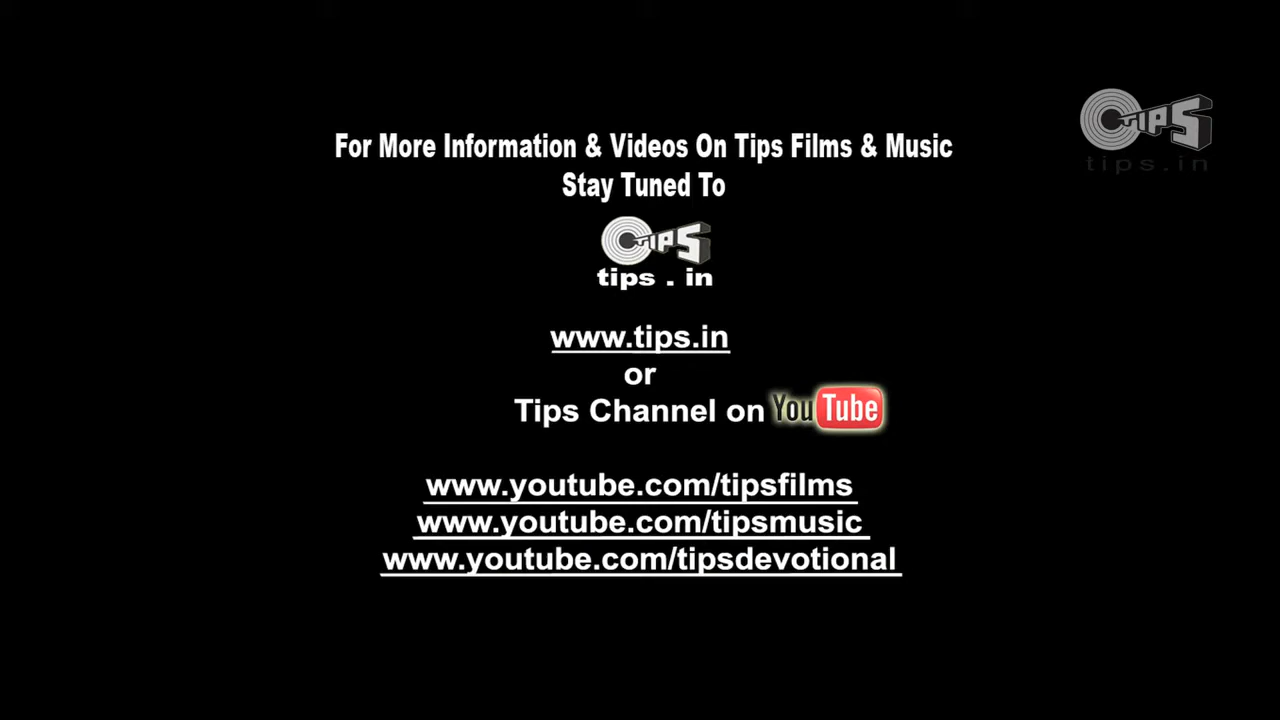 TIPS
tips.in
For More Information & Videos On Tips Films & Music
Stay Tuned To
TIPS
tips . in
www.tips.in
or
Tips Channel on YouTube
www.youtube.com/tipsfilms
www.youtube.com/tipsmusic
www.youtube.com/tipsdevotional